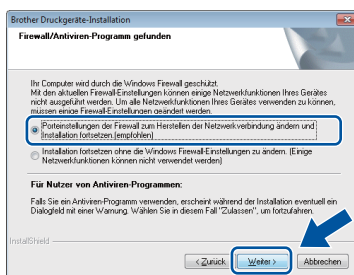 Brother Druckgeräte-Installation
Firewall/Antiviren-Programm gefunden
Ihr Computer wird durch die Windows Firewall geschützt.
Mit den aktuellen Firewall-Einstellungen können einige Netzwerkfunktionen Ihres Gerätes
nicht ausgeführt werden. Um alle Netzwerkfunktionen Ihres Gerätes verwenden zu können,
müssen einige Firewall-Einstellungen geändert werden.
Porteinstellungen der Firewall zum Herstellen der Netzwerkverbindung ändern und
Installation fortsetzen.(empfohlen)
Installation fortsetzen ohne die Windows Firewall-Einstellungen zu ändern. (Einige
Netzwerkfunktionen können nicht verwendet werden)
Für Nutzer von Antiviren-Programmen:
Falls Sie ein Antiviren-Programm verwenden, erscheint während der Installation eventuell ein
Dialogfeld mit einer Warnung. Wählen Sie in diesem Fall "Zulassen", um fortzufahren.
InstallShield
< Zurück
Weiter >
Abbrechen